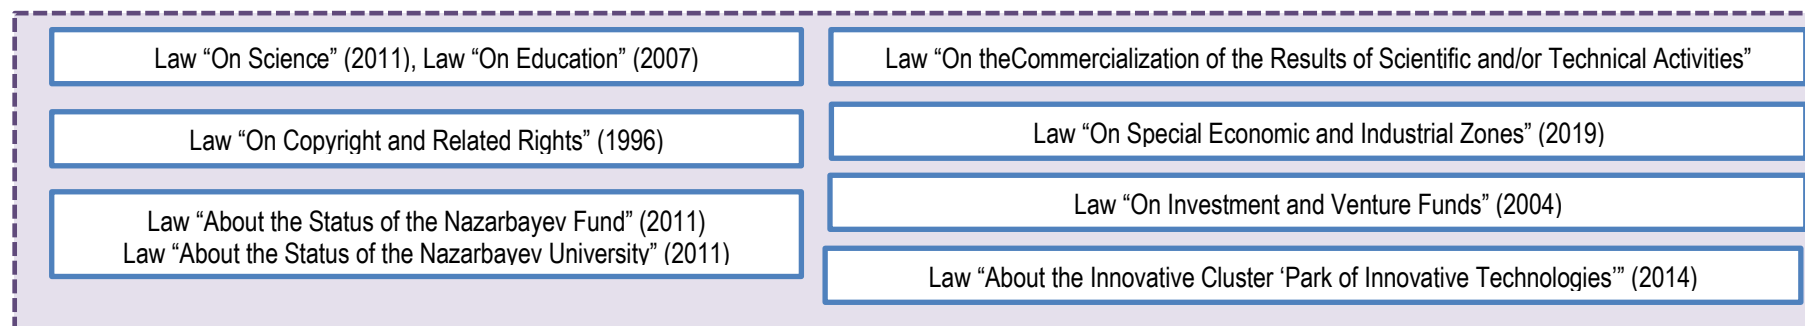 Law “On Science” (2011), Law “On Education” (2007)
Law “On Copyright and Related Rights” (1996)
Law “About the Status of the Nazarbayev Fund” (2011)
Law “About the Status of the Nazarbayev University” (2011)
Law “On theCommercialization of the Results of Scientific and/or Technical Activities”
Law “On Special Economic and Industrial Zones” (2019)
Law “On Investment and Venture Funds” (2004)
Law “About the Innovative Cluster ‘Park of Innovative Technologies’” (2014)